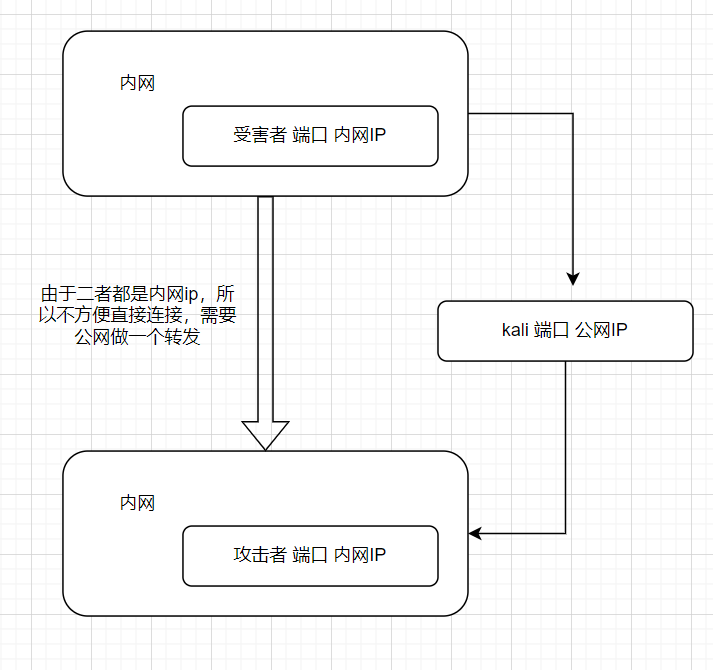 内网
受害者 端口 内网IP
由于二者都是内网ip，所
以不方便直接连接，需要
公网做一个转发
kali 端口 公网IP
内网
攻击者 端口 内网IP